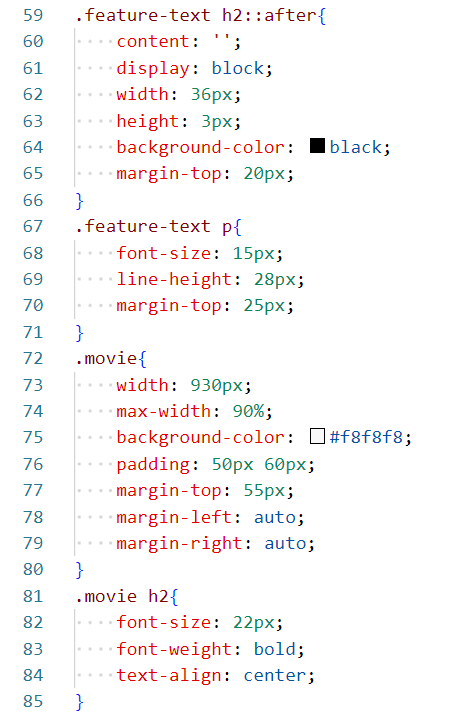 59 .feature-text h2::after{
60     content: '';
61     display: block;
62     width: 36px;
63     height: 3px;
64     background-color: black;
65     margin-top: 20px;
66 }
67 .feature-text p{
68     font-size: 15px;
69     line-height: 28px;
70     margin-top: 25px;
71 }
72 .movie{
73     width: 930px;
74     max-width: 90%;
75     background-color: #f8f8f8;
76     padding: 50px 60px;
77     margin-top: 55px;
78     margin-left: auto;
79     margin-right: auto;
80 }
81 .movie h2{
82     font-size: 22px;
83     font-weight: bold;
84     text-align: center;
85 }